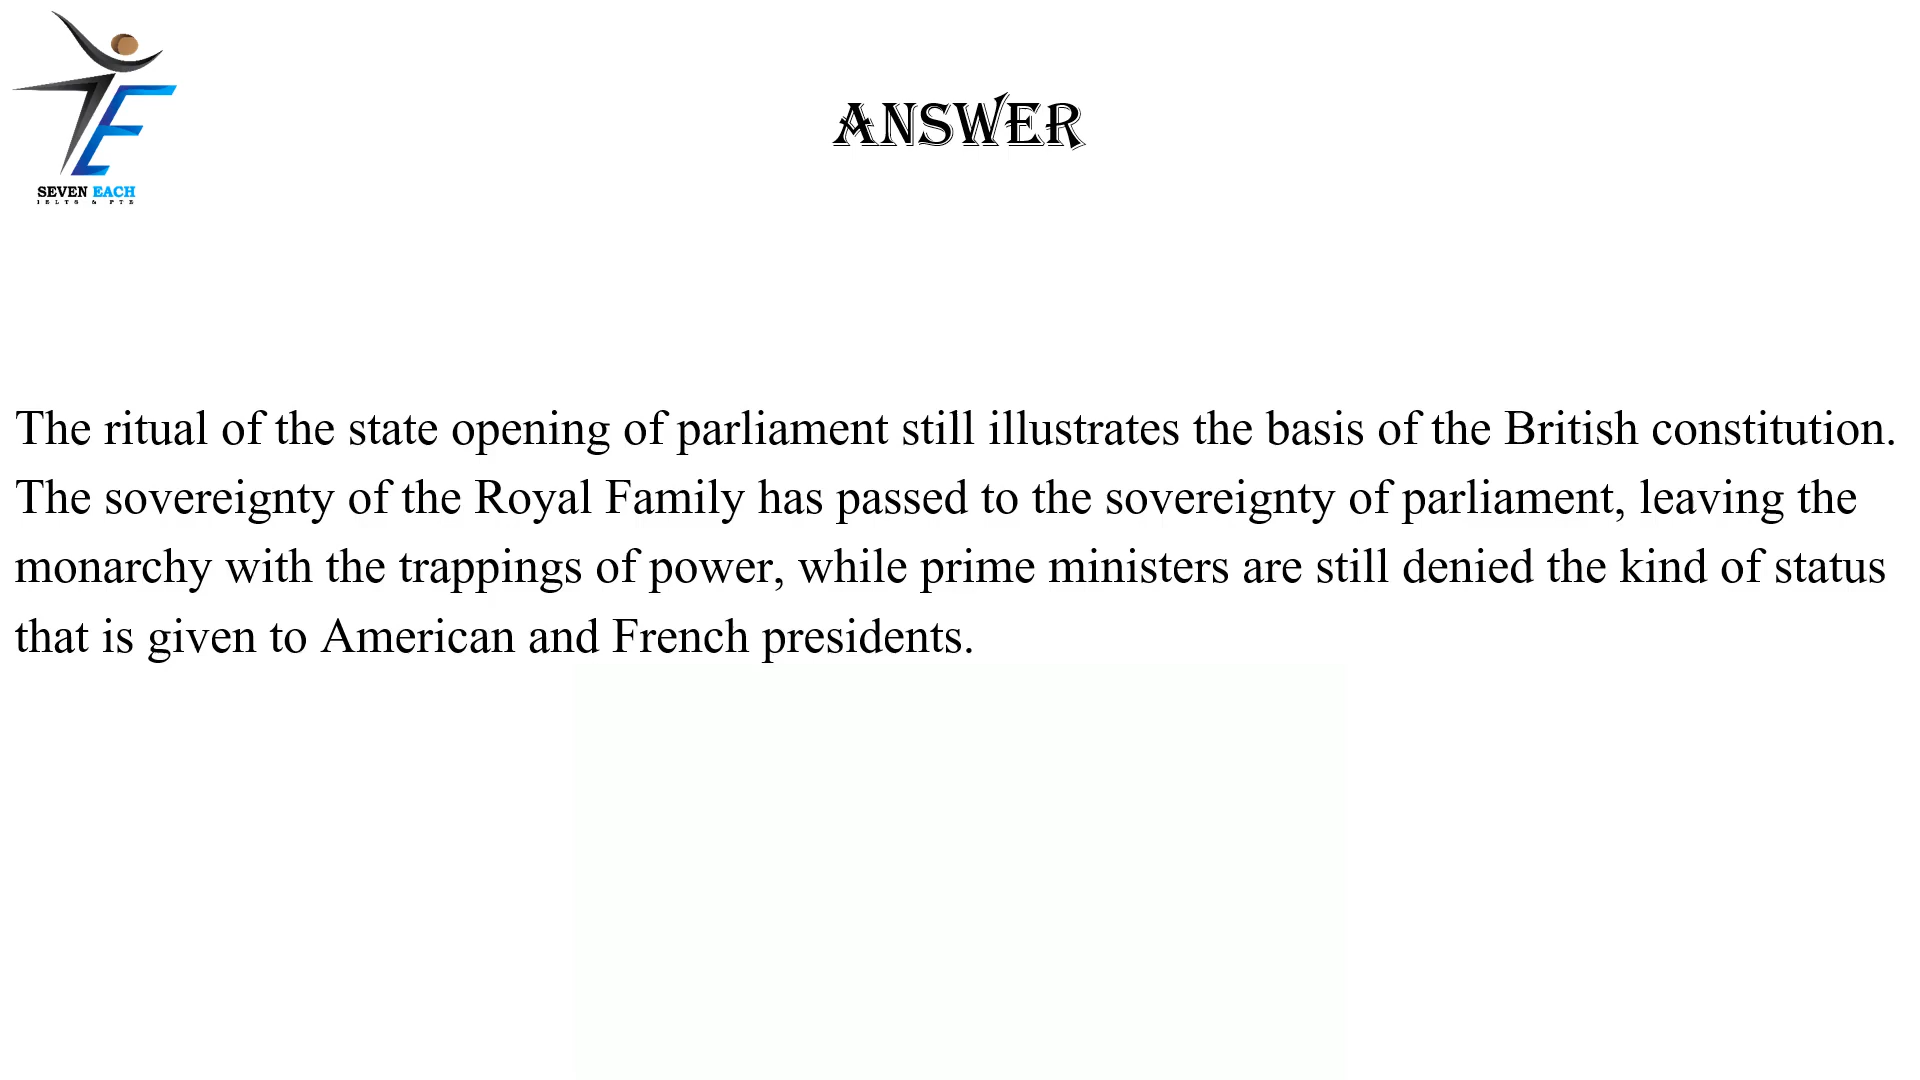 SEVEN EACH
IELTS & PTE
ANSWER
The ritual of the state opening of parliament still illustrates the basis of the British constitution.
The sovereignty of the Royal Family has passed to the sovereignty of parliament, leaving the
monarchy with the trappings of power, while prime ministers are still denied the kind of status
that is given to American and French presidents.